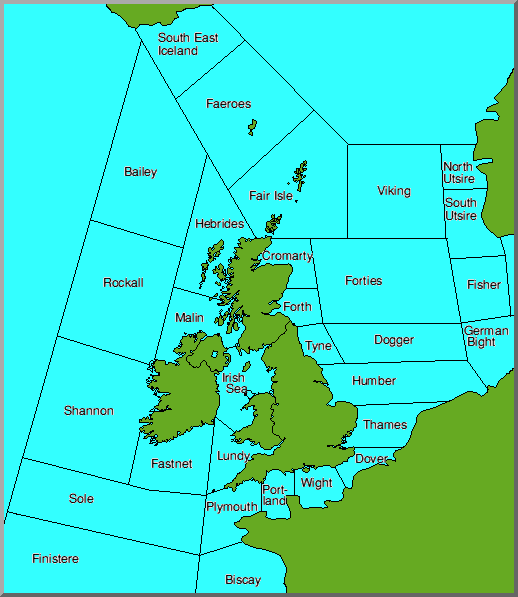 South East
Iceland
Faeroes
Bailey
Fair Isle
Viking
North
Utsire
South
Utsire
Hebrides
Cromarty
Rockall
Forties
Fisher
Forth
Malin
Tyne
Dogger
German
Bight
Irish
Sea
Humber
Shannon
Thames
Fastnet
Lundy
Dover
Sole
Plymouth
Port-
land
Wight
Finistere
Biscay